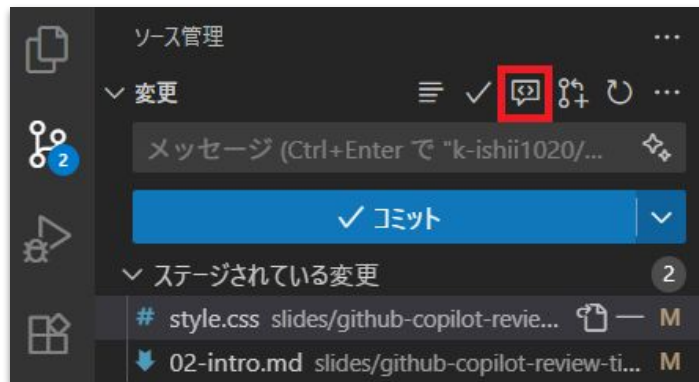 ソース管理
変更
メッセージ (Ctrl+Enter で "k-ishii1020/...
2
コミット
ステージされている変更 2
# style.css slides/github-copilot-revie... M
02-intro.md slides/github-copilot-review-ti... M